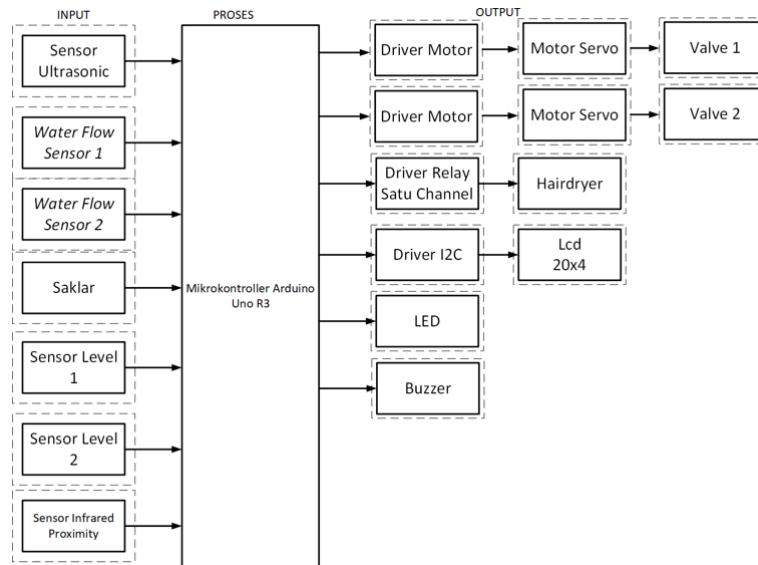 INPUT
PROSES
OUTPUT
Sensor
Ultrasonic
Water Flow
Sensor 1
Water Flow
Sensor 2
Saklar
Sensor Level
1
Sensor Level
2
Sensor Infrared
Proximity
Mikrokontroller Arduino
Uno R3
Driver Motor
Motor Servo
Valve 1
Driver Motor
Motor Servo
Valve 2
Driver Relay
Satu Channel
Hairdryer
Driver I2C
Lcd
20x4
LED
Buzzer